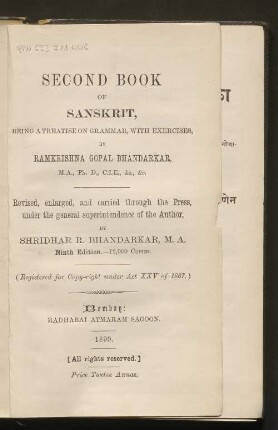 SECOND BOOK
OF
SANSKRIT,
BEING A TREATISE ON GRAMMAR, WITH EXERCISES,
BY
RAMKRISHNA GOPAL BHANDARKAR,
M.A., Ph. D., C.I.E., &c., &c.
Revised, enlarged, and carried through the Press,
under the general superintendence of the Author,
BY
SHRIDHAR R. BHANDARKAR, M. A.
Ninth Edition.—12,000 Copies.
(Registered for Copy-right under Act XXV of 1867.)
Bombay:
RADHABAI ATMARAM SAGOON.
1899.
[All rights reserved.]
Price Twelve Annas.